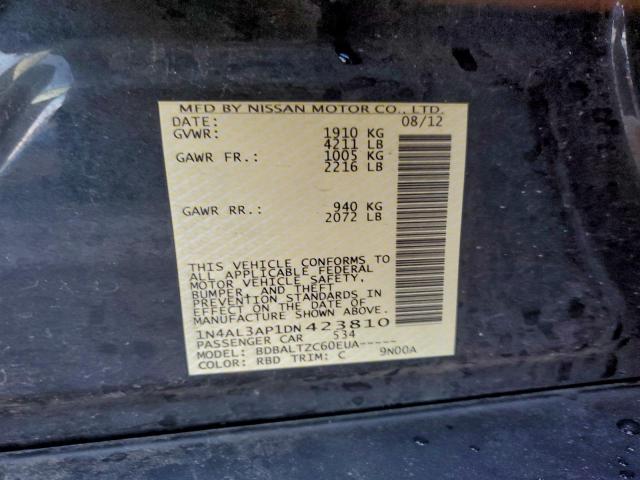 MFD BY NISSAN MOTOR CO., LTD.
DATE: 08/12
GVWR: 1910 KG
4211 LB
GAWR FR.: 1005 KG
2216 LB
GAWR RR.: 940 KG
2072 LB
THIS VEHICLE CONFORMS TO
ALL APPLICABLE FEDERAL
MOTOR VEHICLE SAFETY,
BUMPER, AND THEFT
PREVENTION STANDARDS IN
EFFECT ON THE DATE OF
MANUFACTURE SHOWN ABOVE.
1N4AL3AP1DN423810
PASSENGER CAR 534
MODEL: BDBALTZC60EUA-----
COLOR: RBD TRIM: C 9N00A